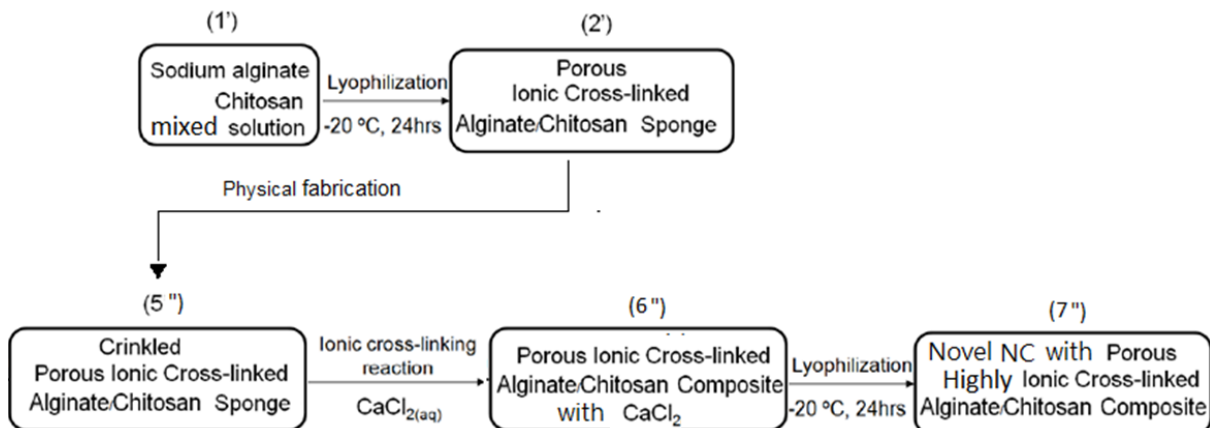 (1')
Sodium alginate
Chitosan
mixed solution
Lyophilization
-20 ºC, 24hrs
(2')
Porous
Ionic Cross-linked
Alginate/Chitosan Sponge
Physical fabrication
(5")
Crinkled
Porous Ionic Cross-linked
Alginate/Chitosan Sponge
Ionic cross-linking
reaction
CaCl2(aq)
(6")
Porous Ionic Cross-linked
Alginate/Chitosan Composite
with CaCl2
Lyophilization
-20 ºC, 24hrs
(7")
Novel NC with Porous
Highly Ionic Cross-linked
Alginate/Chitosan Composite